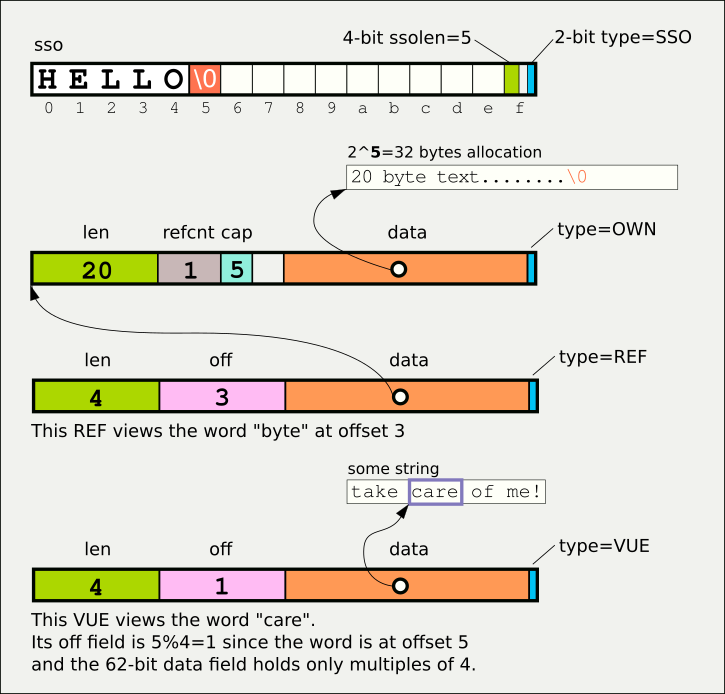 sso 4-bit ssolen=5 2-bit type=SSO
H E L L O \0
0 1 2 3 4 5 6 7 8 9 a b c d e f
2^5=32 bytes allocation
20 byte text........\0
len refcnt cap data type=OWN
20 1 5
len off data type=REF
4 3
This REF views the word "byte" at offset 3
some string
take care of me!
len off data type=VUE
4 1
This VUE views the word "care".
Its off field is 5%4=1 since the word is at offset 5
and the 62-bit data field holds only multiples of 4.